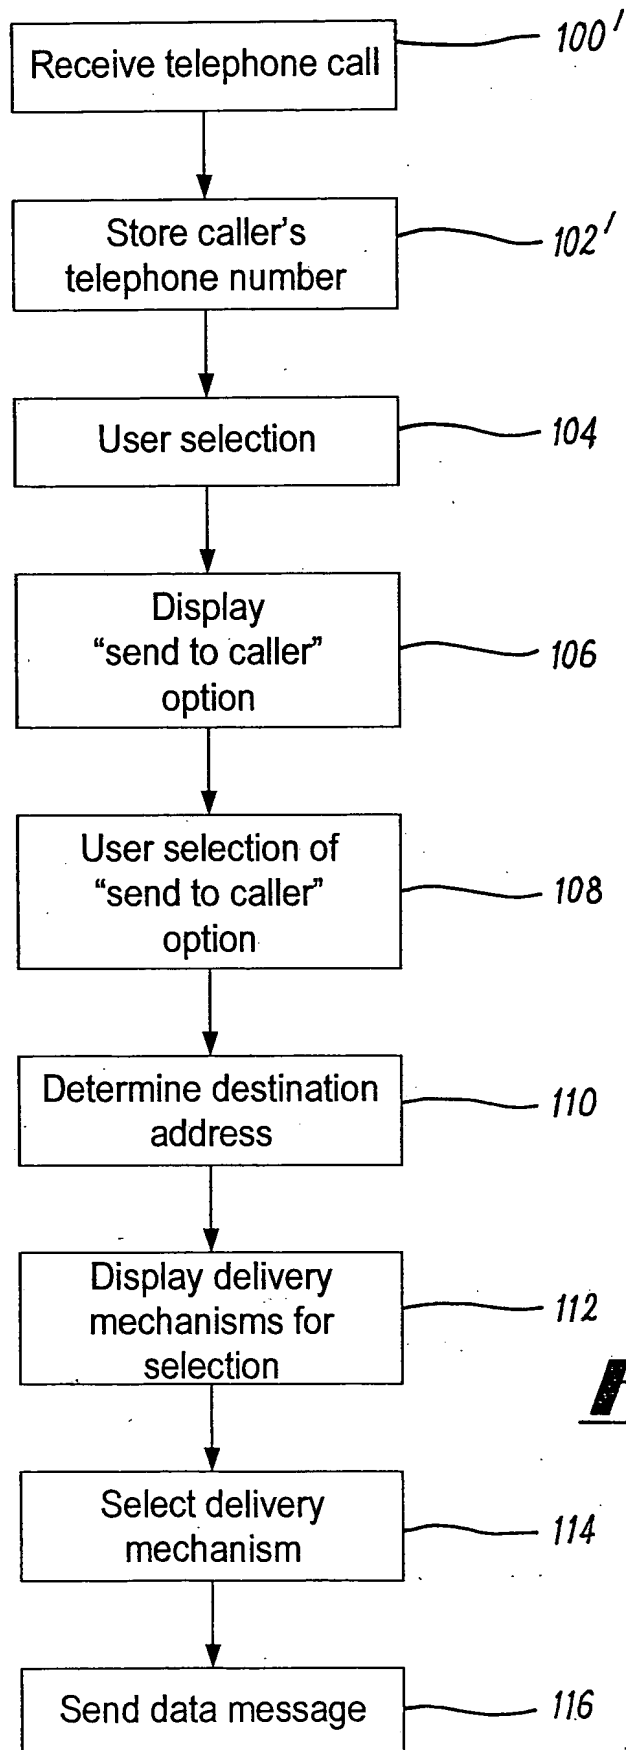 Receive telephone call
100'
Store caller's
telephone number
102'
User selection
104
Display
"send to caller"
option
106
User selection of
"send to caller"
option
108
Determine destination
address
110
Display delivery
mechanisms for
selection
112
Select delivery
mechanism
114
Send data message
116